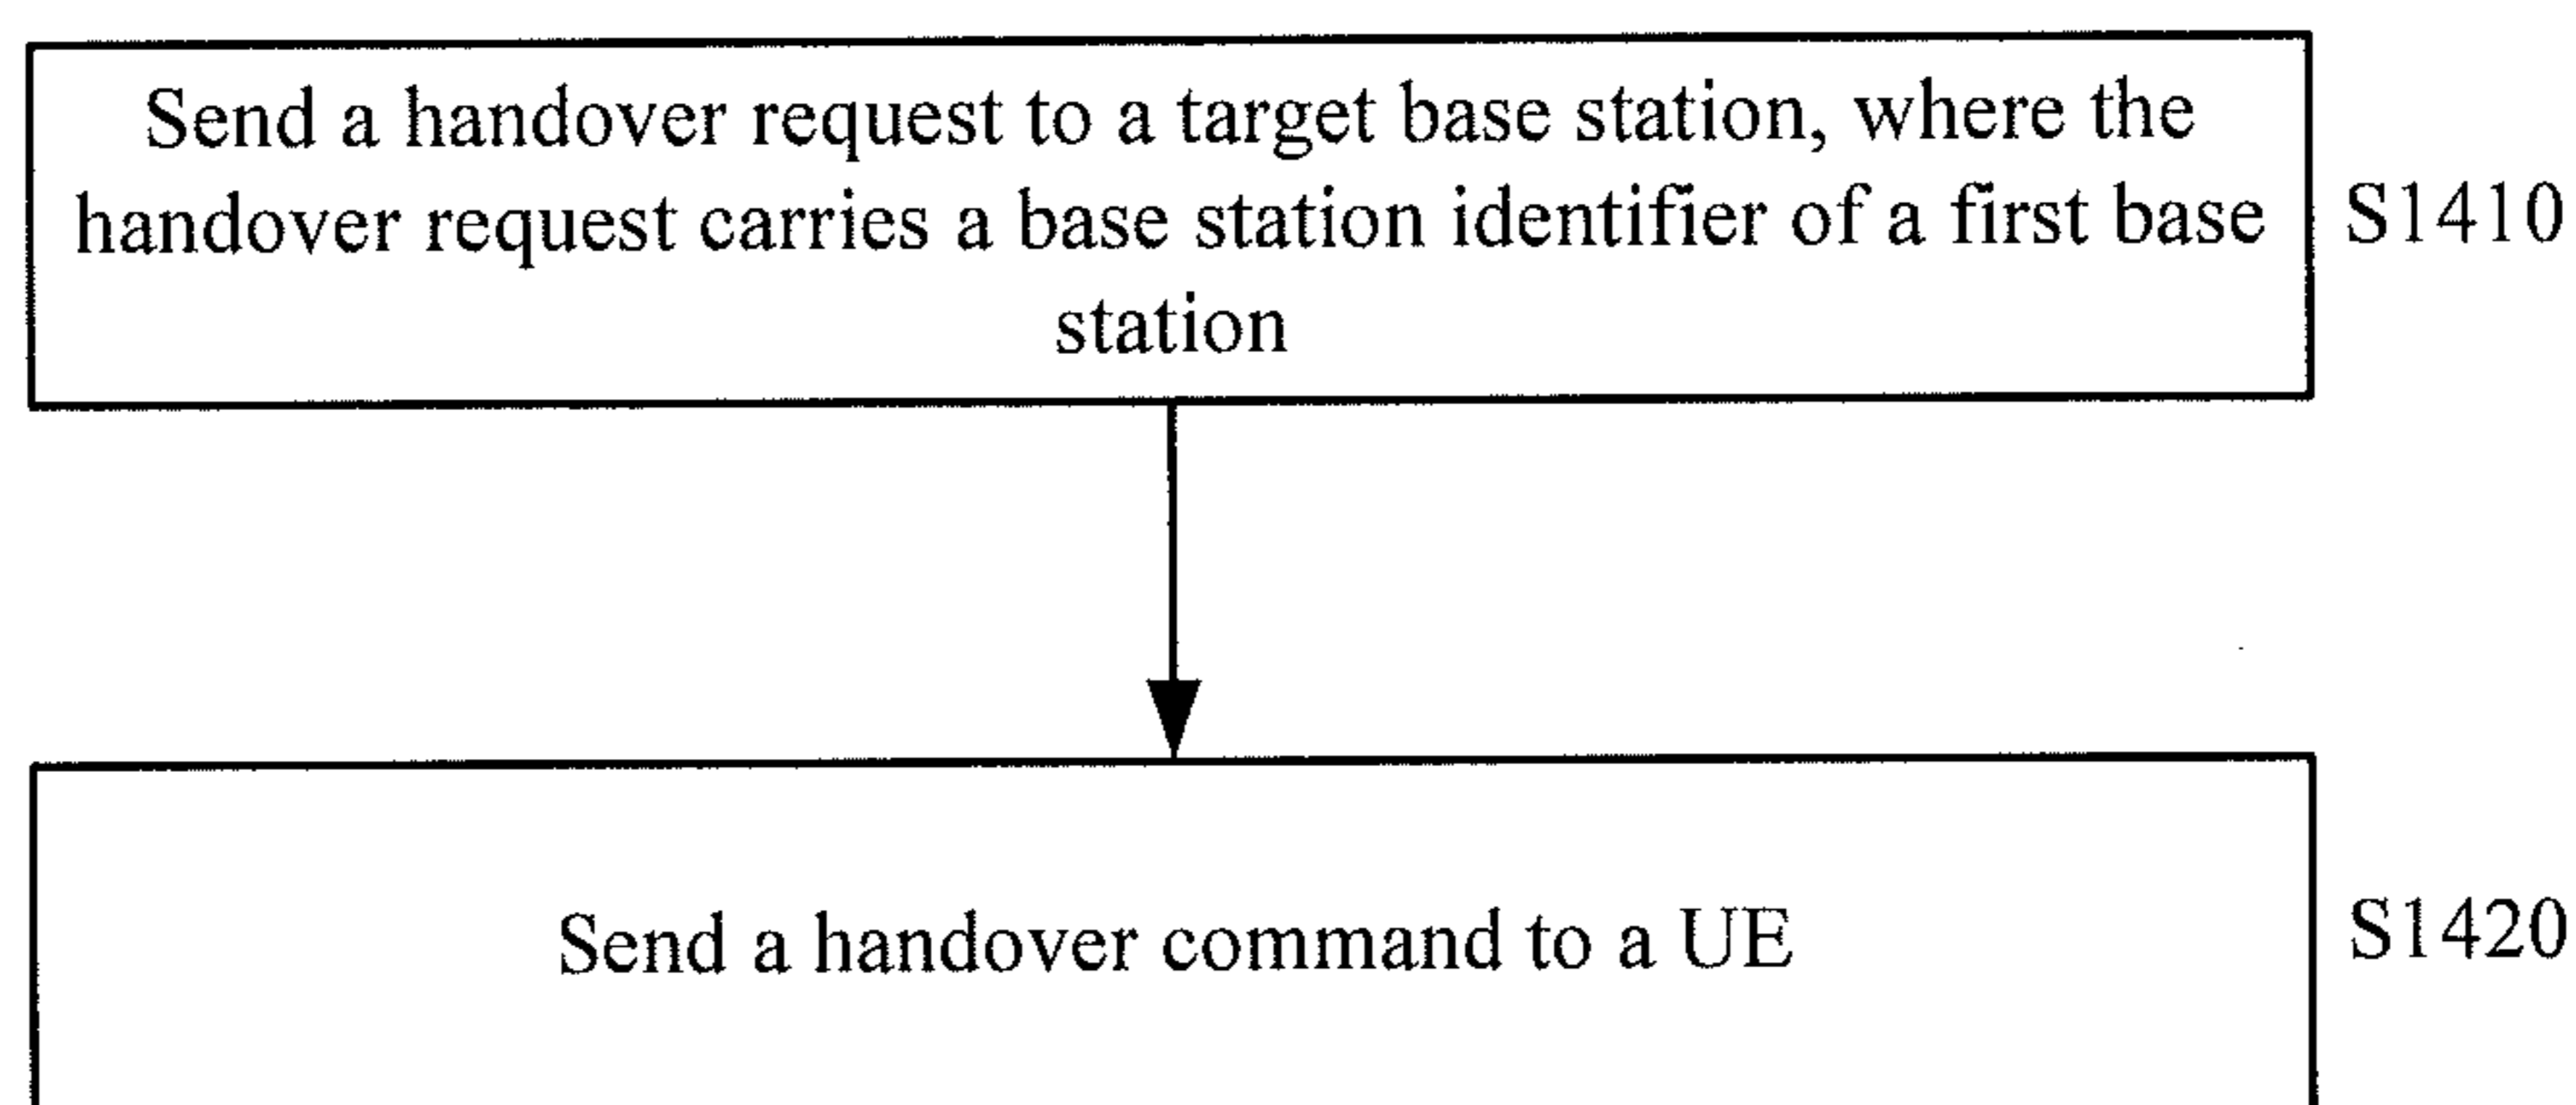 Send a handover request to a target base station, where the
handover request carries a base station identifier of a first base
station
S1410
Send a handover command to a UE
S1420